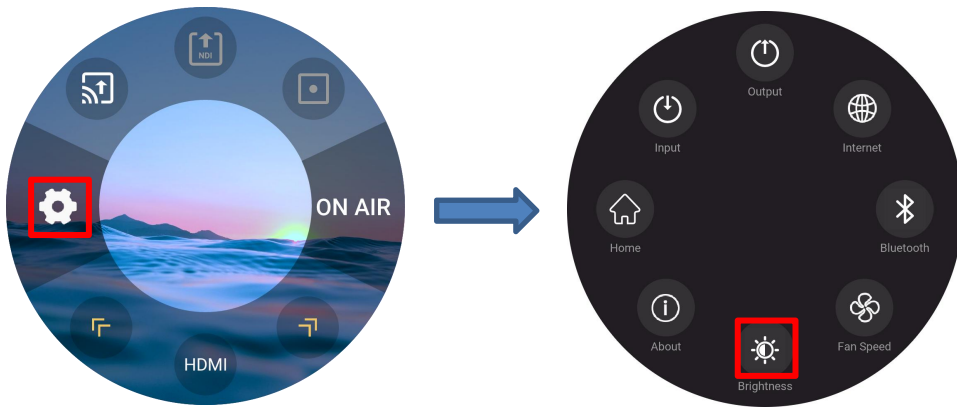 NDI
ON AIR
HDMI
Output
Input
Internet
Home
Bluetooth
About
Fan Speed
Brightness